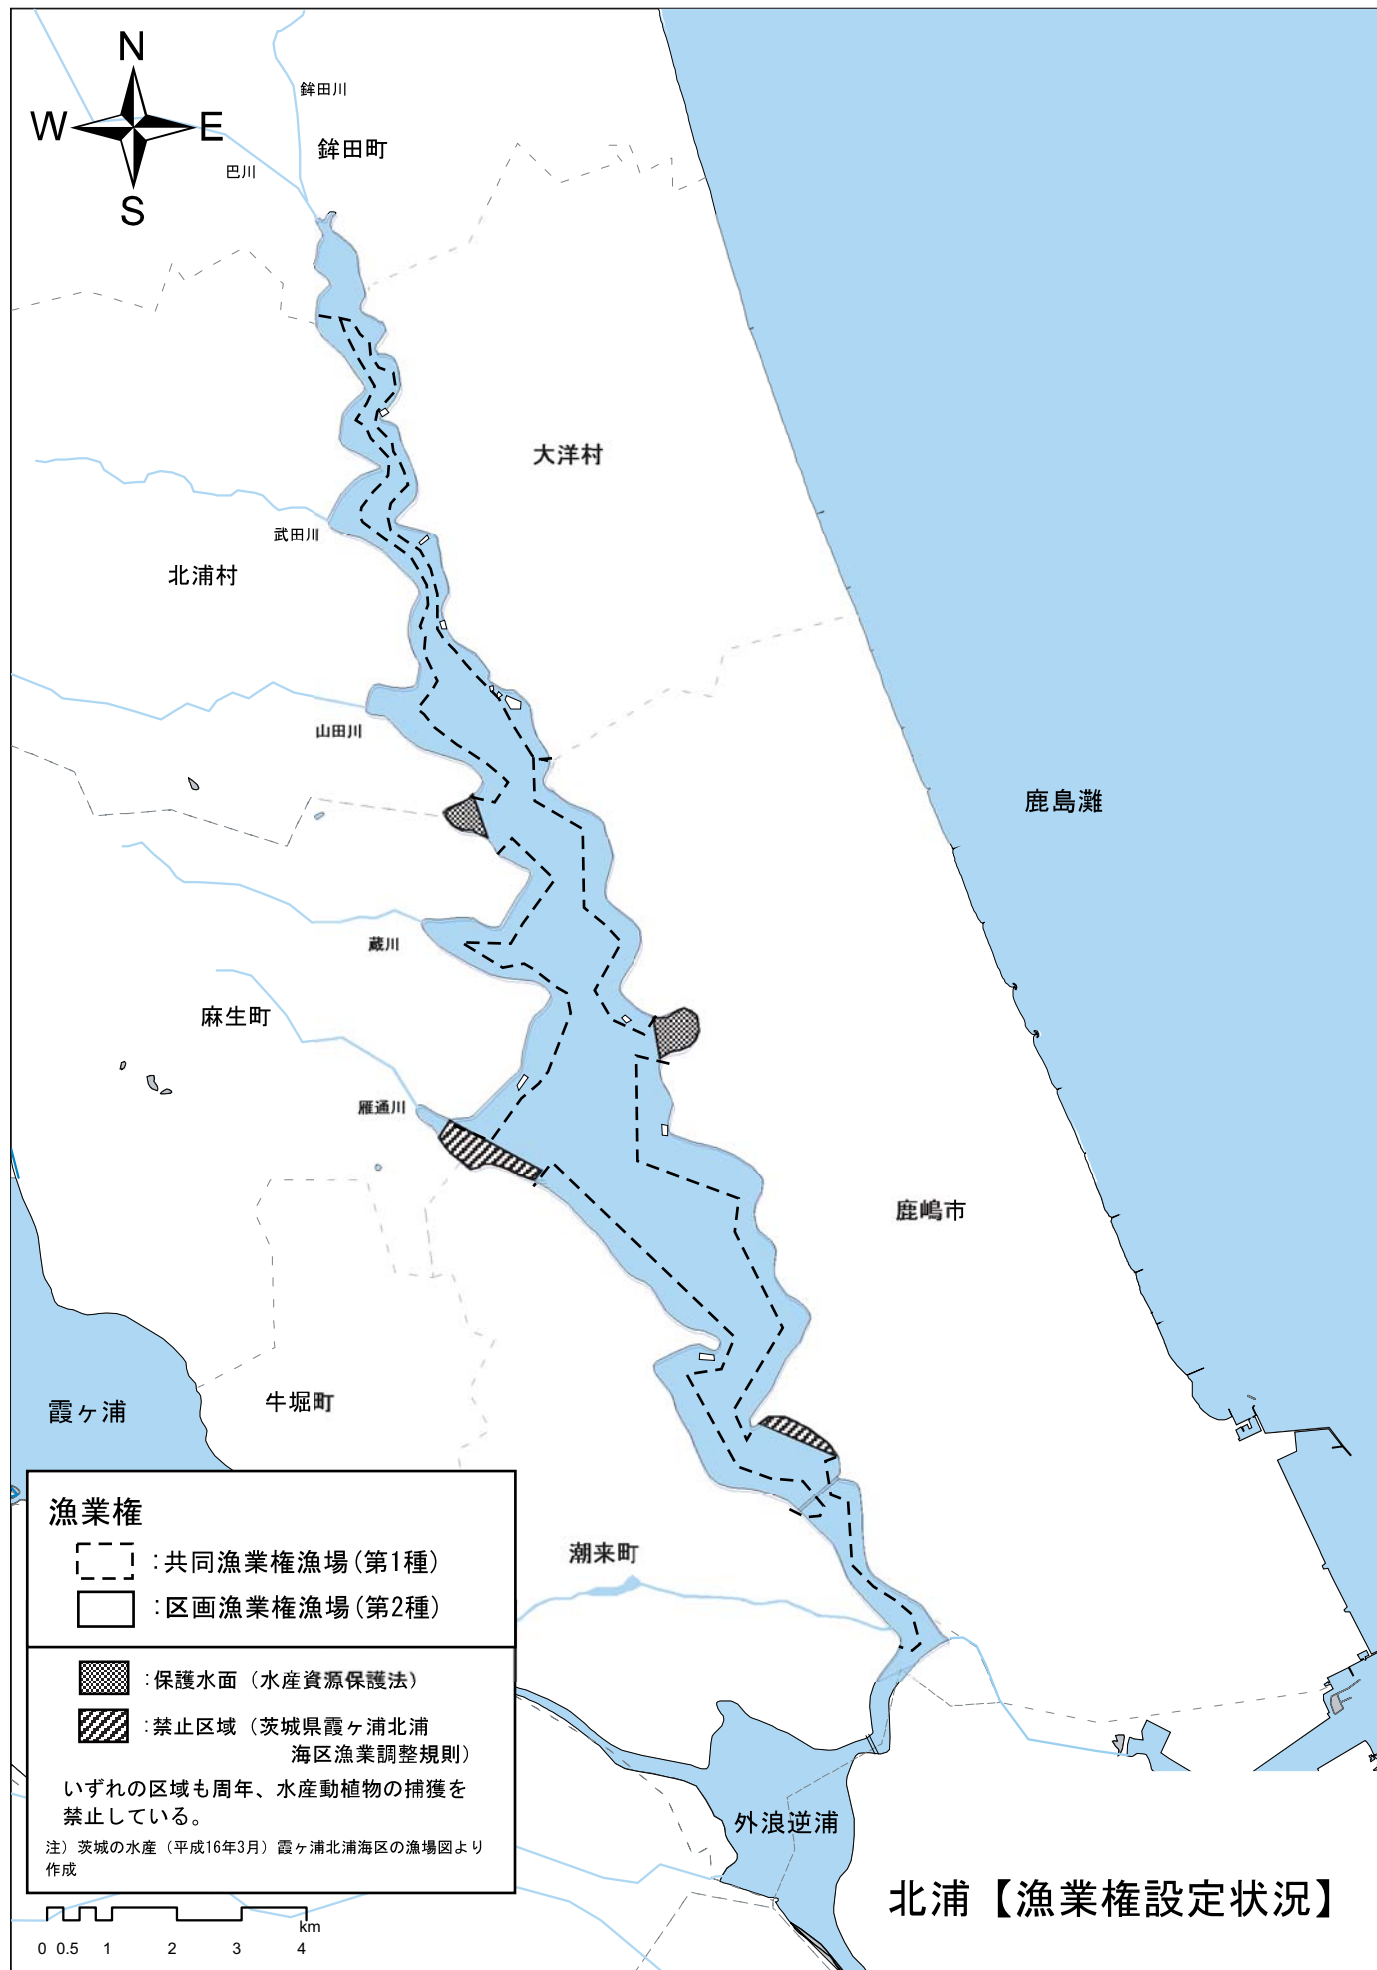 N
W
E
S
鉾田川
鉾田町
巴川
大洋村
武田川
北浦村
山田川
鹿島灘
蔵川
麻生町
雁通川
鹿嶋市
霞ヶ浦
牛堀町
潮来町
外浪逆浦
漁業権
:共同漁業権漁場(第1種)
:区画漁業権漁場(第2種)
:保護水面(水産資源保護法)
:禁止区域(茨城県霞ヶ浦北浦
海区漁業調整規則)
いずれの区域も周年、水産動植物の捕獲を
禁止している。
注)茨城の水産(平成16年3月)霞ヶ浦北浦海区の漁場図より
作成
km
0 0.5 1 2 3 4
北浦【漁業権設定状況】